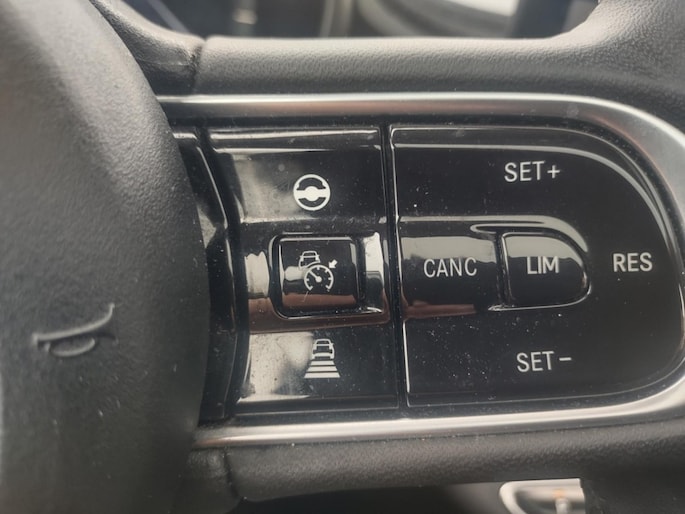 SET+
CANC LIM RES
SET-